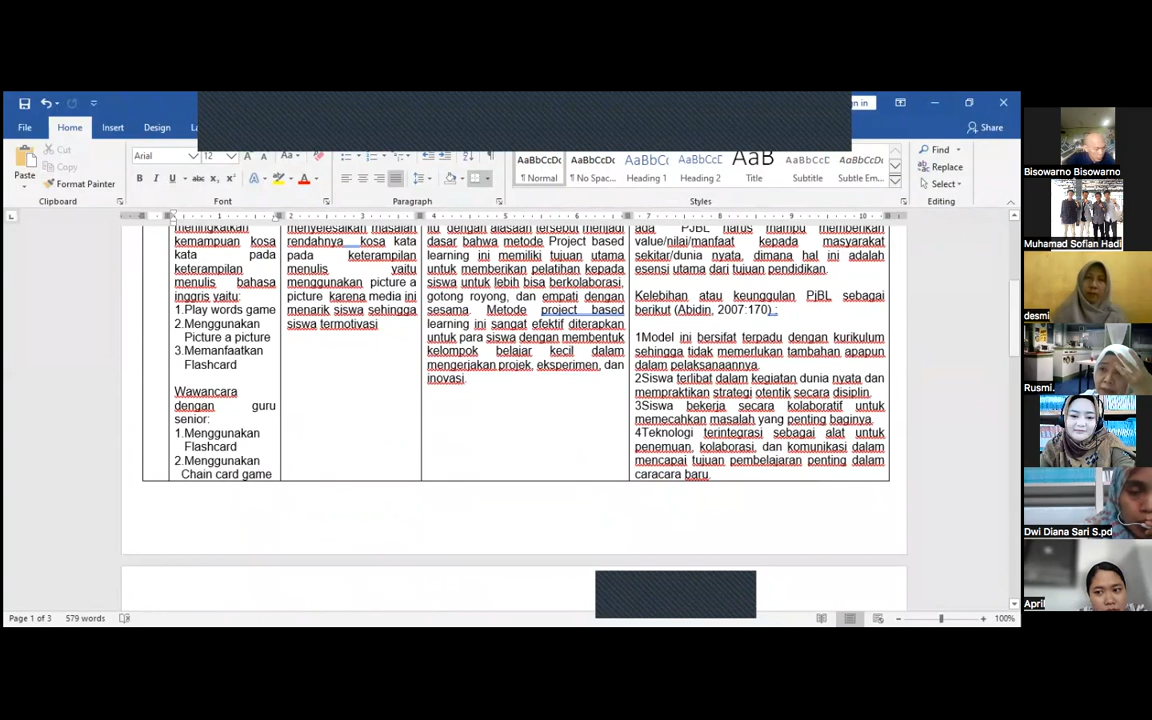 File Home Insert Design La
n in
Share
Paste
Cut
Copy
Format Painter
Clipboard
Arial 12
Font
Paragraph
AaBbCcDc AaBbCcDc AaBbCc AaBbCcC AaB AaBbCcC AaBbCcDt
¶ Normal ¶ No Spac... Heading 1 Heading 2 Title Subtitle Subtle Em...
Styles
Find
Replace
Select
Editing
meningkatkan
kemampuan kosa
kata pada
keterampilan
menulis bahasa
inggris yaitu:
1.Play words game
2.Menggunakan
Picture a picture
3.Memanfaatkan
Flashcard
Wawancara
dengan guru
senior:
1.Menggunakan
Flashcard
2.Menggunakan
Chain card game
menyelesaikan masalah
rendahnya kosa kata
pada keterampilan
menulis yaitu
menggunakan picture a
picture karena media ini
menarik siswa sehingga
siswa termotivasi
itu dengan alasaan tersebut menjadi
dasar bahwa metode Project based
learning ini memiliki tujuan utama
untuk memberikan pelatihan kepada
siswa untuk lebih bisa berkolaborasi,
gotong royong, dan empati dengan
sesama. Metode project based
learning ini sangat efektif diterapkan
untuk para siswa dengan membentuk
kelompok belajar kecil dalam
mengerjakan projek, eksperimen, dan
inovasi.
ada PJBL harus mampu memberikan
value/nilai/manfaat kepada masyarakat
sekitar/dunia nyata, dimana hal ini adalah
esensi utama dari tujuan pendidikan.
Kelebihan atau keunggulan PjBL sebagai
berikut (Abidin, 2007:170) :
1Model ini bersifat terpadu dengan kurikulum
sehingga tidak memerlukan tambahan apapun
dalam pelaksanaannya.
2Siswa terlibat dalam kegiatan dunia nyata dan
mempraktikan strategi otentik secara disiplin.
3Siswa bekerja secara kolaboratif untuk
memecahkan masalah yang penting baginya.
4Teknologi terintegrasi sebagai alat untuk
penemuan, kolaborasi, dan komunikasi dalam
mencapai tujuan pembelajaran penting dalam
caracara baru.
Page 1 of 3 579 words
100%
Bisowarno Bisowarno
Muhamad Sofian Hadi
desmi
Rusmi.
Dwi Diana Sari S.pd
April